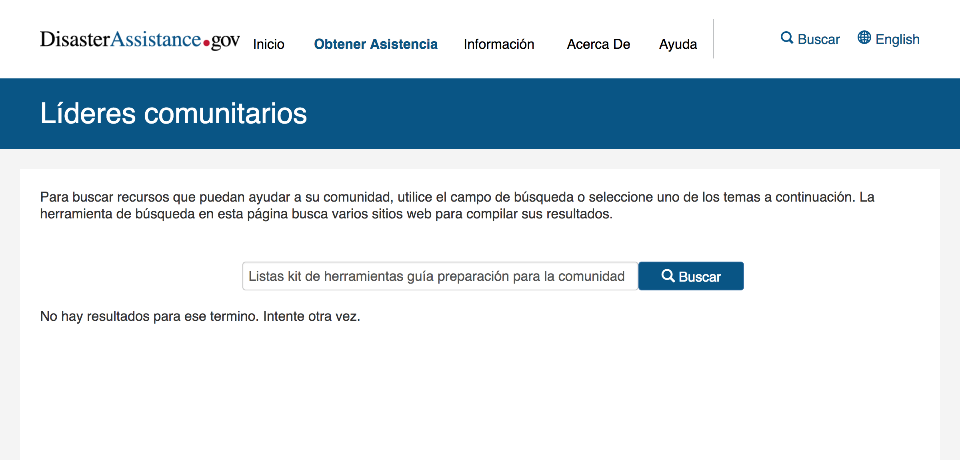 DisasterAssistance.gov Inicio Obtener Asistencia Información Acerca De Ayuda Buscar English
Líderes comunitarios
Para buscar recursos que puedan ayudar a su comunidad, utilice el campo de búsqueda o seleccione uno de los temas a continuación. La
herramienta de búsqueda en esta página busca varios sitios web para compilar sus resultados.
Listas kit de herramientas guía preparación para la comunidad Buscar
No hay resultados para ese termino. Intente otra vez.